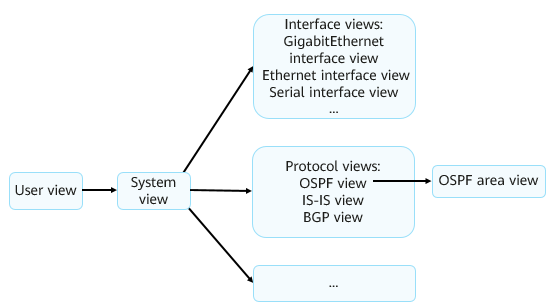 Interface views:
GigabitEthernet
interface view
Ethernet interface view
Serial interface view
...
User view
System
view
Protocol views:
OSPF view
IS-IS view
BGP view
OSPF area view
...